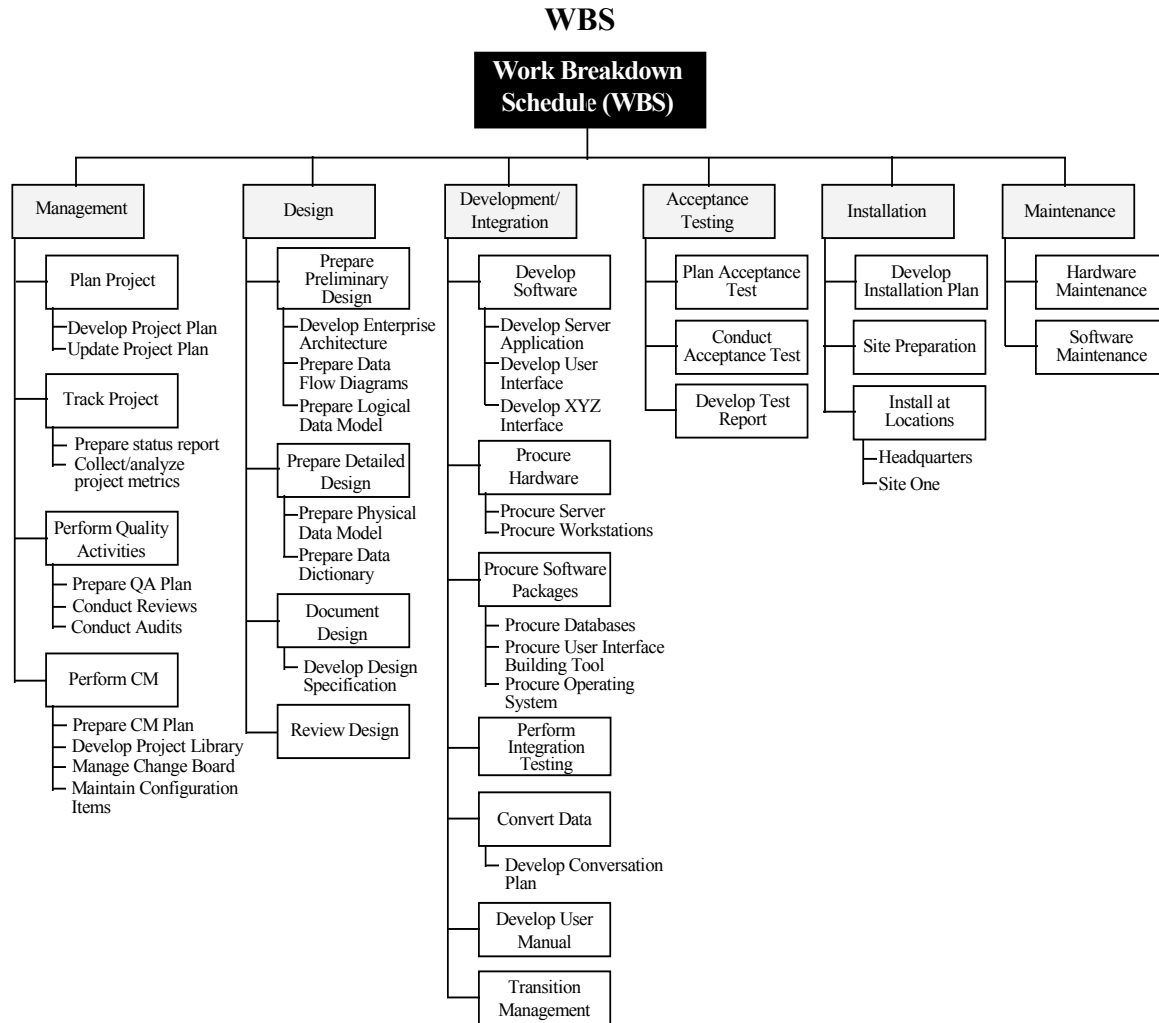 WBS
Work Breakdown
Schedule (WBS)
Management
Plan Project
Develop Project Plan
Update Project Plan
Track Project
Prepare status report
Collect/analyze
project metrics
Perform Quality
Activities
Prepare QA Plan
Conduct Reviews
Conduct Audits
Perform CM
Prepare CM Plan
Develop Project Library
Manage Change Board
Maintain Configuration
Items
Design
Prepare
Preliminary
Design
Develop Enterprise
Architecture
Prepare Data
Flow Diagrams
Prepare Logical
Data Model
Prepare Detailed
Design
Prepare Physical
Data Model
Prepare Data
Dictionary
Document
Design
Develop Design
Specification
Review Design
Development/
Integration
Develop
Software
Develop Server
Application
Develop User
Interface
Develop XYZ
Interface
Procure
Hardware
Procure Server
Procure Workstations
Procure Software
Packages
Procure Databases
Procure User Interface
Building Tool
Procure Operating
System
Perform
Integration
Testing
Convert Data
Develop Conversation
Plan
Develop User
Manual
Transition
Management
Acceptance
Testing
Plan Acceptance
Test
Conduct
Acceptance Test
Develop Test
Report
Installation
Develop
Installation Plan
Site Preparation
Install at
Locations
Headquarters
Site One
Maintenance
Hardware
Maintenance
Software
Maintenance